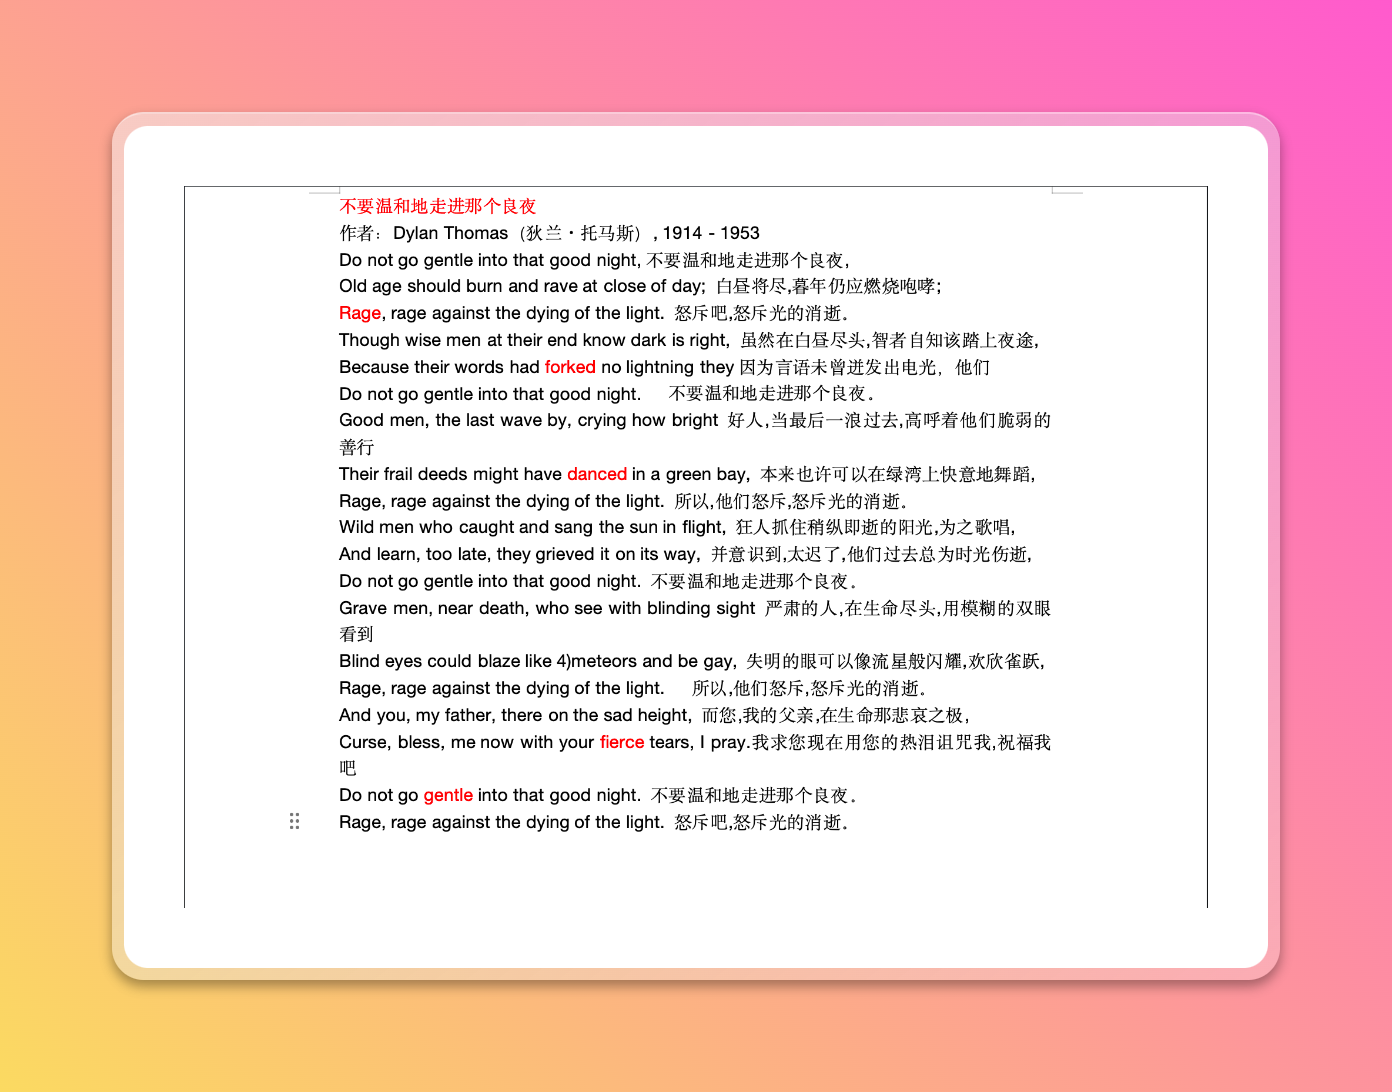 不要温和地走进那个良夜
作者：Dylan Thomas（狄兰・托马斯）, 1914 - 1953
Do not go gentle into that good night, 不要温和地走进那个良夜,
Old age should burn and rave at close of day;  白昼将尽,暮年仍应燃烧咆哮;
Rage, rage against the dying of the light.  怒斥吧,怒斥光的消逝。
Though wise men at their end know dark is right,  虽然在白昼尽头,智者自知该踏上夜途,
Because their words had forked no lightning they 因为言语未曾迸发出电光，他们
Do not go gentle into that good night.     不要温和地走进那个良夜。
Good men, the last wave by, crying how bright  好人,当最后一浪过去,高呼着他们脆弱的
善行
Their frail deeds might have danced in a green bay,  本来也许可以在绿湾上快意地舞蹈,
Rage, rage against the dying of the light.  所以,他们怒斥,怒斥光的消逝。
Wild men who caught and sang the sun in flight,  狂人抓住稍纵即逝的阳光,为之歌唱,
And learn, too late, they grieved it on its way,  并意识到,太迟了,他们过去总为时光伤逝,
Do not go gentle into that good night.  不要温和地走进那个良夜。
Grave men, near death, who see with blinding sight  严肃的人,在生命尽头,用模糊的双眼
看到
Blind eyes could blaze like 4)meteors and be gay,  失明的眼可以像流星般闪耀,欢欣雀跃,
Rage, rage against the dying of the light.     所以,他们怒斥,怒斥光的消逝。
And you, my father, there on the sad height,  而您,我的父亲,在生命那悲哀之极,
Curse, bless, me now with your fierce tears, I pray.我求您现在用您的热泪诅咒我,祝福我
吧
Do not go gentle into that good night.  不要温和地走进那个良夜。
Rage, rage against the dying of the light.  怒斥吧,怒斥光的消逝。